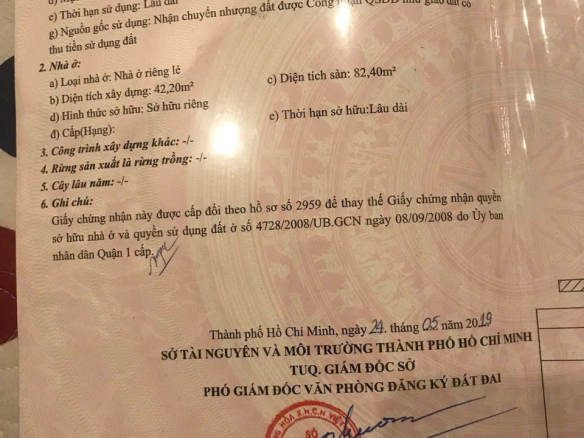 e) Thời hạn sử dụng: Lâu dài
g) Nguồn gốc sử dụng: Nhận chuyển nhượng đất được Công nhận QSDĐ như giao đất có
thu tiền sử dụng đất
2. Nhà ở:
a) Loại nhà ở: Nhà ở riêng lẻ
b) Diện tích xây dựng: 42,20m² c) Diện tích sàn: 82,40m²
d) Hình thức sở hữu: Sở hữu riêng
đ) Cấp(Hạng): e) Thời hạn sở hữu:Lâu dài
3. Công trình xây dựng khác: -/-
4. Rừng sản xuất là rừng trồng: -/-
5. Cây lâu năm: -/-
6. Ghi chú:
Giấy chứng nhận này được cấp đổi theo hồ sơ số 2959 để thay thế Giấy chứng nhận quyền
sở hữu nhà ở và quyền sử dụng đất ở số 4728/2008/UB.GCN ngày 08/09/2008 do Ủy ban
nhân dân Quận 1 cấp.
Thành phố Hồ Chí Minh, ngày 24 tháng 05 năm 2019
SỞ TÀI NGUYÊN VÀ MÔI TRƯỜNG THÀNH PHỐ HỒ CHÍ MINH
TUQ. GIÁM ĐỐC SỞ
PHÓ GIÁM ĐỐC VĂN PHÒNG ĐĂNG KÝ ĐẤT ĐAI
HÒA X.H.C.N VIỆT
SỞ